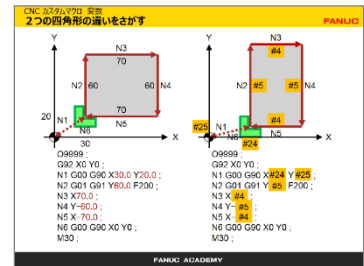 CNC カスタムマクロ 変数
2つの四角形の違いをさがす
FANUC
Y
N3
70
N2
60
60
N4
70
20
N1
N5
N6
X
30
Y
N3
#4
N2
#5
#5
N4
#4
#25
N1
N5
N6
X
#24
O9999 ;
G92 X0 Y0 ;
N1 G00 G90 X30.0 Y20.0 ;
N2 G01 G91 Y60.0 F200 ;
N3 X70.0 ;
N4 Y-60.0 ;
N5 X-70.0 ;
N6 G00 G90 X0 Y0 ;
M30 ;
O9999 ;
G92 X0 Y0 ;
N1 G00 G90 X#24 Y#25 ;
N2 G01 G91 Y #5 F200 ;
N3 X #4 ;
N4 Y- #5 ;
N5 X- #4 ;
N6 G00 G90 X0 Y0 ;
M30 ;
FANUC ACADEMY